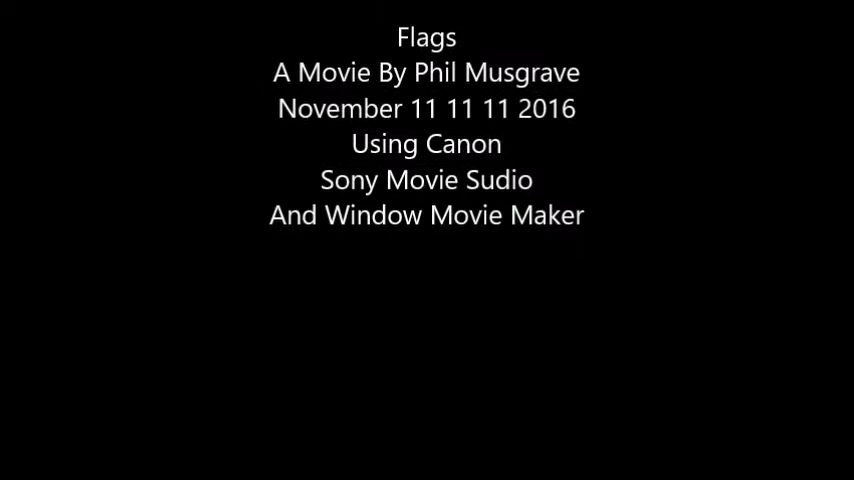 Flags
A Movie By Phil Musgrave
November 11 11 11 2016
Using Canon
Sony Movie Sudio
And Window Movie Maker